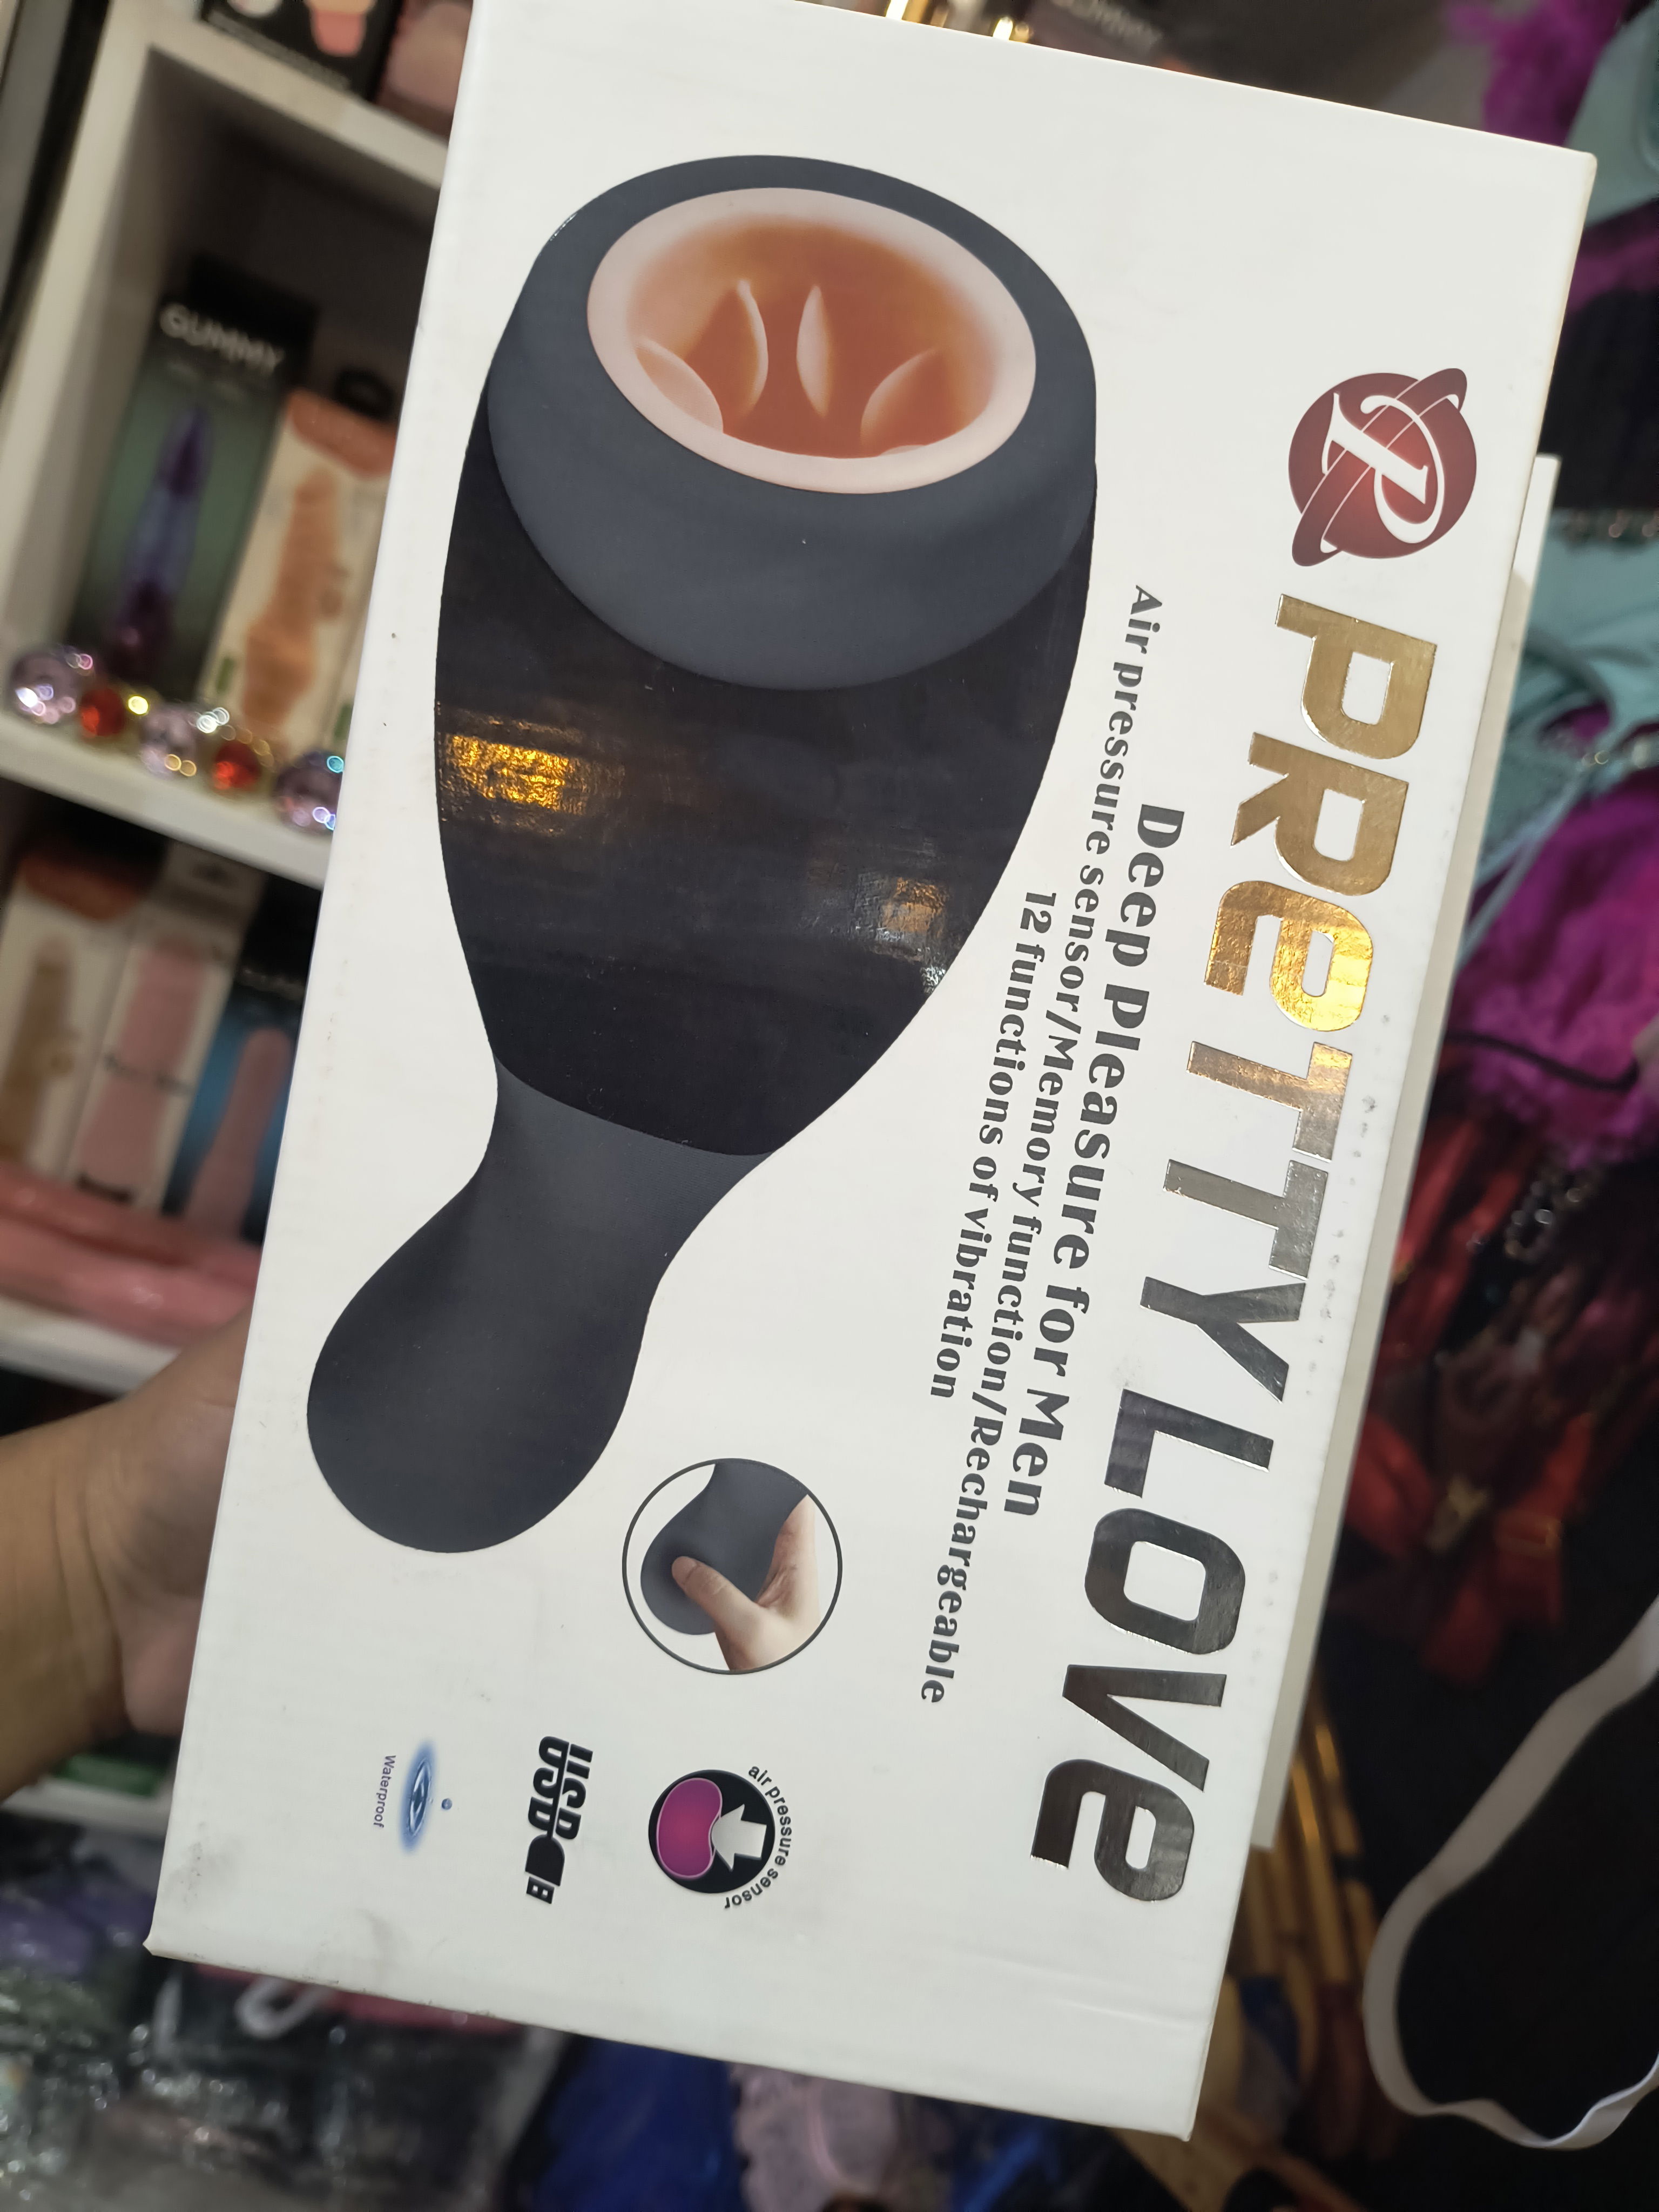 P
PReTTY LOVe
Deep Pleasure for Men
Air pressure sensor/Memory function/Rechargeable
12 functions of vibration
air pressure sensor
USB
Waterproof
GUMMY